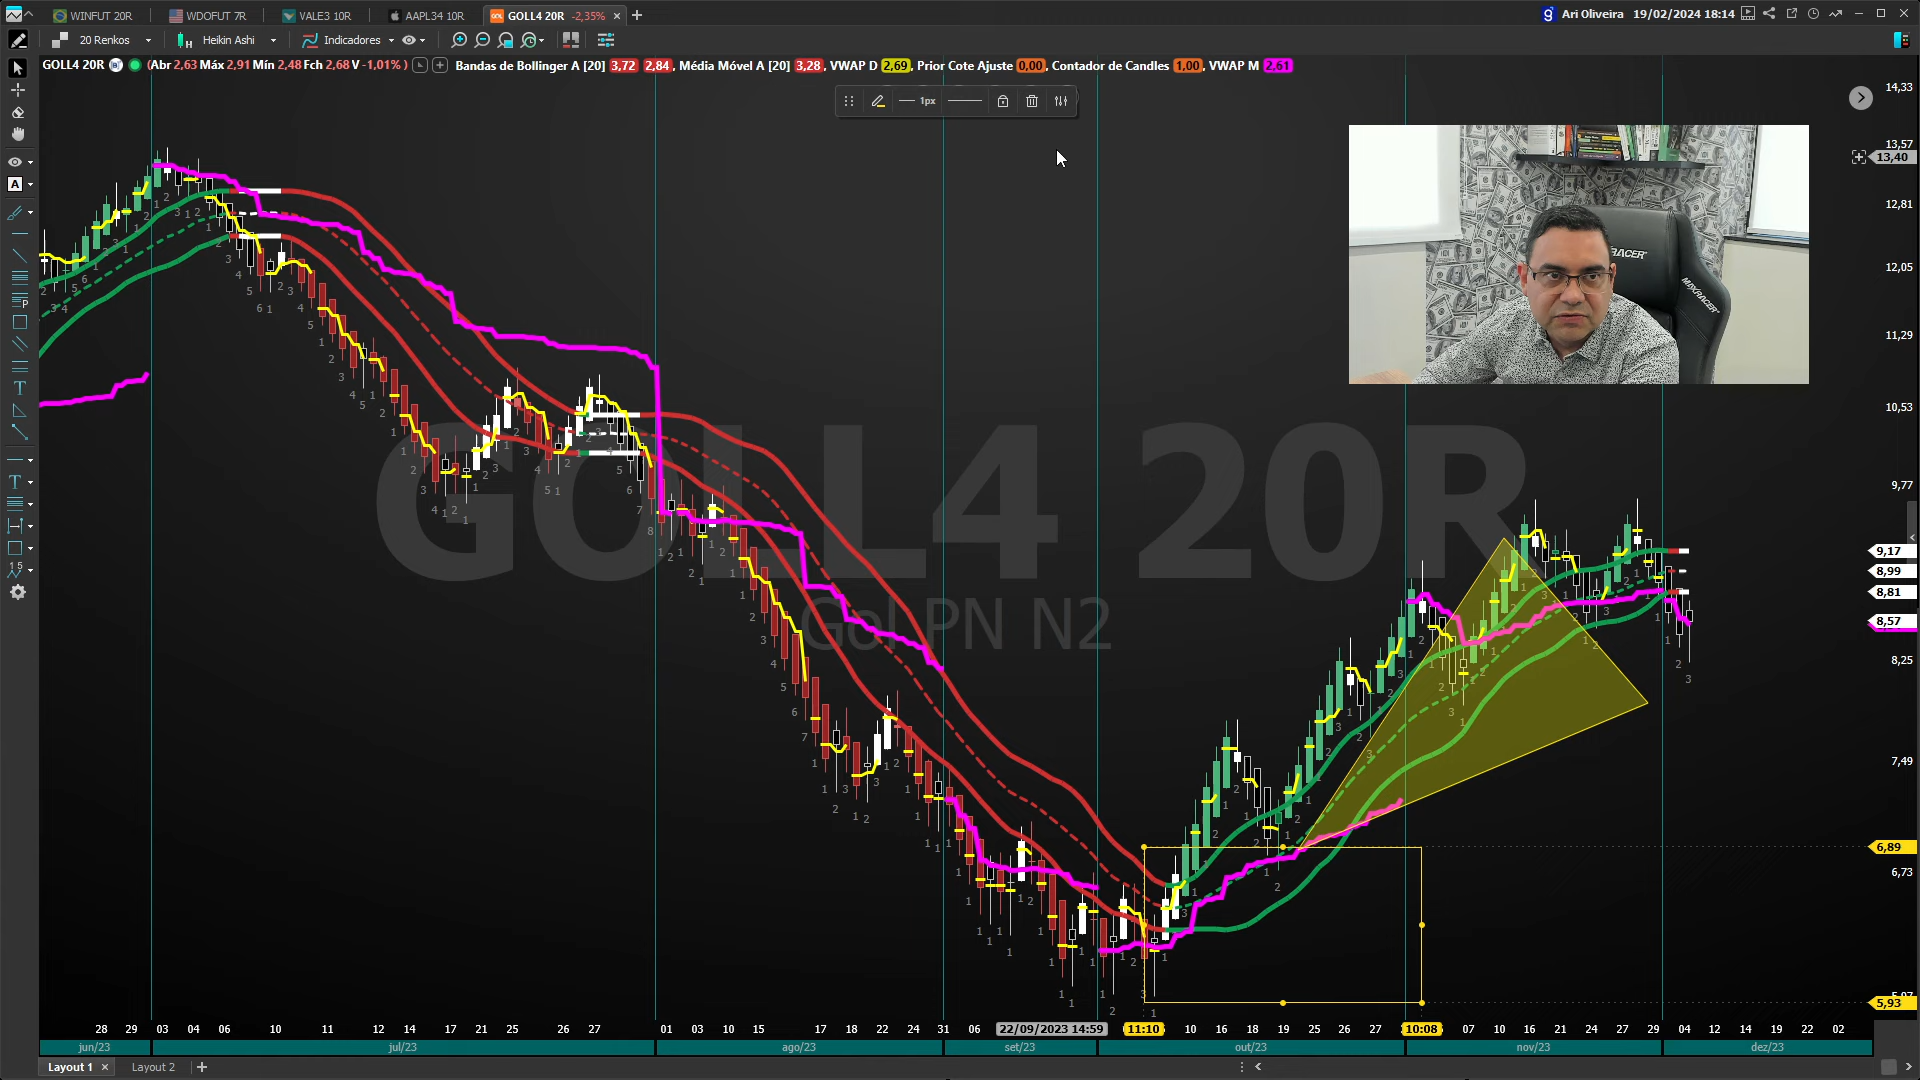 WINFUT 20R WDOFUT 7R VALE3 10R AAPL34 10R GOLL4 20R -2,35% × +
Ari Oliveira 19/02/2024 18:14
20 Renkos Heikin Ashi Indicadores
GOLL4 20R (Abr 2,63 Máx 2,91 Mín 2,48 Fch 2,68 V -1,01% ) Bandas de Bollinger A [20] 3,72 2,84, Média Móvel A [20] 3,28, VWAP D 2,69, Prior Cote Ajuste 0,00, Contador de Candles 1,00, VWAP M 2,61
1px
14,33
13,57
13,40
12,81
12,05
11,29
10,53
9,77
9,17
8,99
8,81
8,57
8,25
7,49
6,89
6,73
5,93
MAXRACER
GOLL4 20R
Gol PN N2
28 29 03 04 06 10 11 12 14 17 21 25 26 27 01 03 10 15 17 18 22 24 31 06 22/09/2023 14:59 11:10 10 16 18 19 25 26 27 10:08 07 10 16 21 27 29 04 12 14 19 22 02
jun/23 jul/23 ago/23 set/23 out/23 nov/23 dez/23
Layout 1 × Layout 2 +